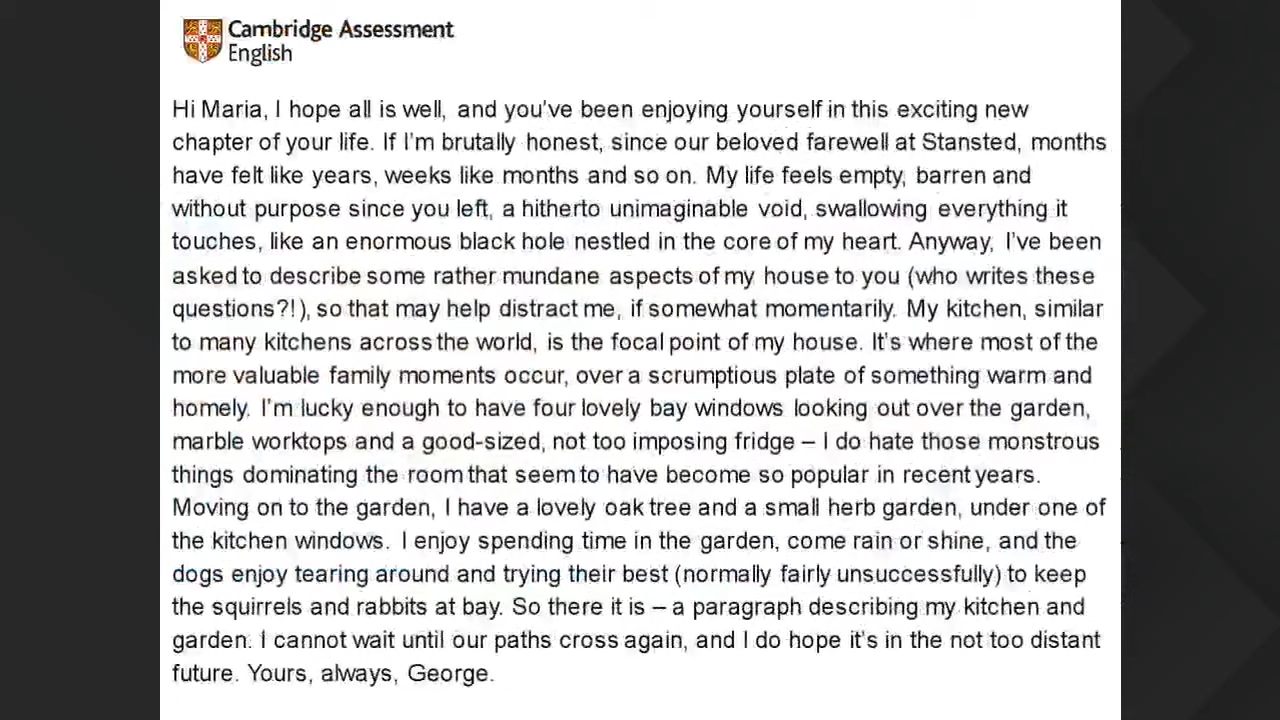 Cambridge Assessment
English
Hi Maria, I hope all is well, and you've been enjoying yourself in this exciting new
chapter of your life. If I'm brutally honest, since our beloved farewell at Stansted, months
have felt like years, weeks like months and so on. My life feels empty, barren and
without purpose since you left, a hitherto unimaginable void, swallowing everything it
touches, like an enormous black hole nestled in the core of my heart. Anyway, I've been
asked to describe some rather mundane aspects of my house to you (who writes these
questions?!), so that may help distract me, if somewhat momentarily. My kitchen, similar
to many kitchens across the world, is the focal point of my house. It's where most of the
more valuable family moments occur, over a scrumptious plate of something warm and
homely. I'm lucky enough to have four lovely bay windows looking out over the garden,
marble worktops and a good-sized, not too imposing fridge – I do hate those monstrous
things dominating the room that seem to have become so popular in recent years.
Moving on to the garden, I have a lovely oak tree and a small herb garden, under one of
the kitchen windows. I enjoy spending time in the garden, come rain or shine, and the
dogs enjoy tearing around and trying their best (normally fairly unsuccessfully) to keep
the squirrels and rabbits at bay. So there it is – a paragraph describing my kitchen and
garden. I cannot wait until our paths cross again, and I do hope it's in the not too distant
future. Yours, always, George.